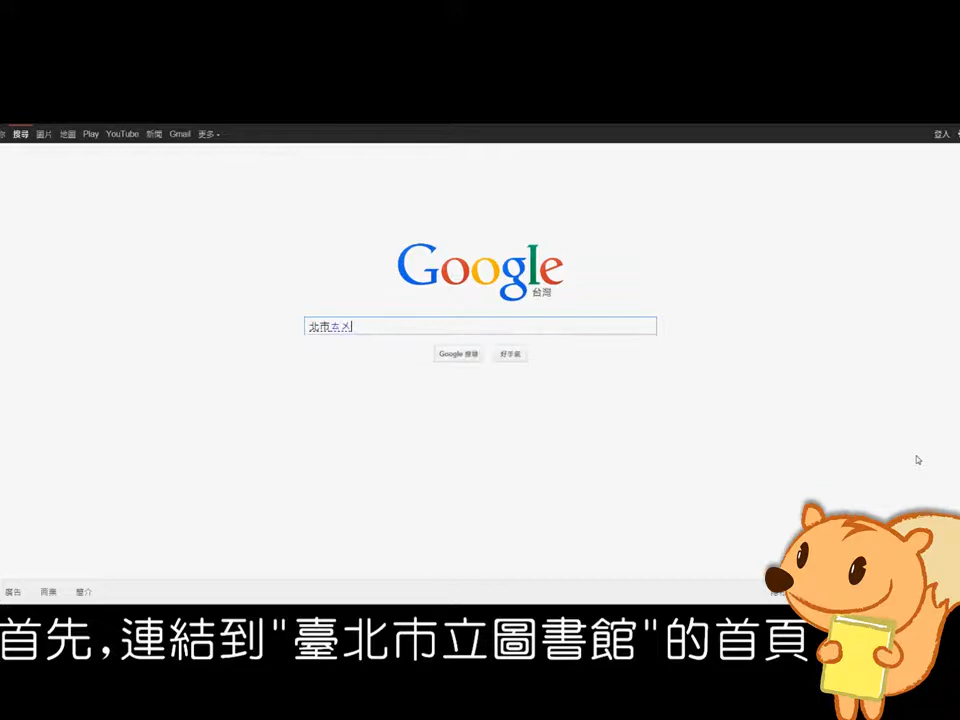 搜尋 圖片 地圖 Play YouTube 新聞 Gmail 更多 登入
Google
台灣
北市ㄊㄨ
Google 搜尋 好手氣
廣告 商業 簡介
首先,連結到"臺北市立圖書館"的首頁